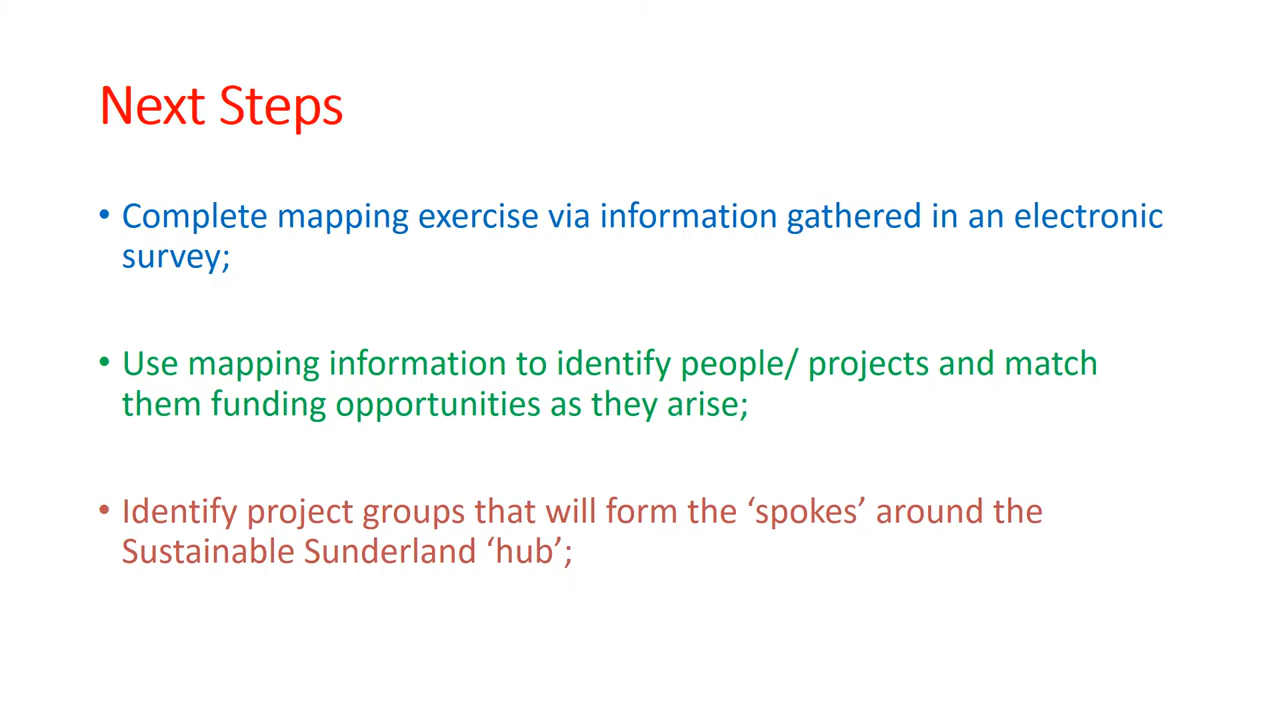 Next Steps
• Complete mapping exercise via information gathered in an electronic
survey;
• Use mapping information to identify people/ projects and match
them funding opportunities as they arise;
• Identify project groups that will form the ‘spokes’ around the
Sustainable Sunderland ‘hub’;